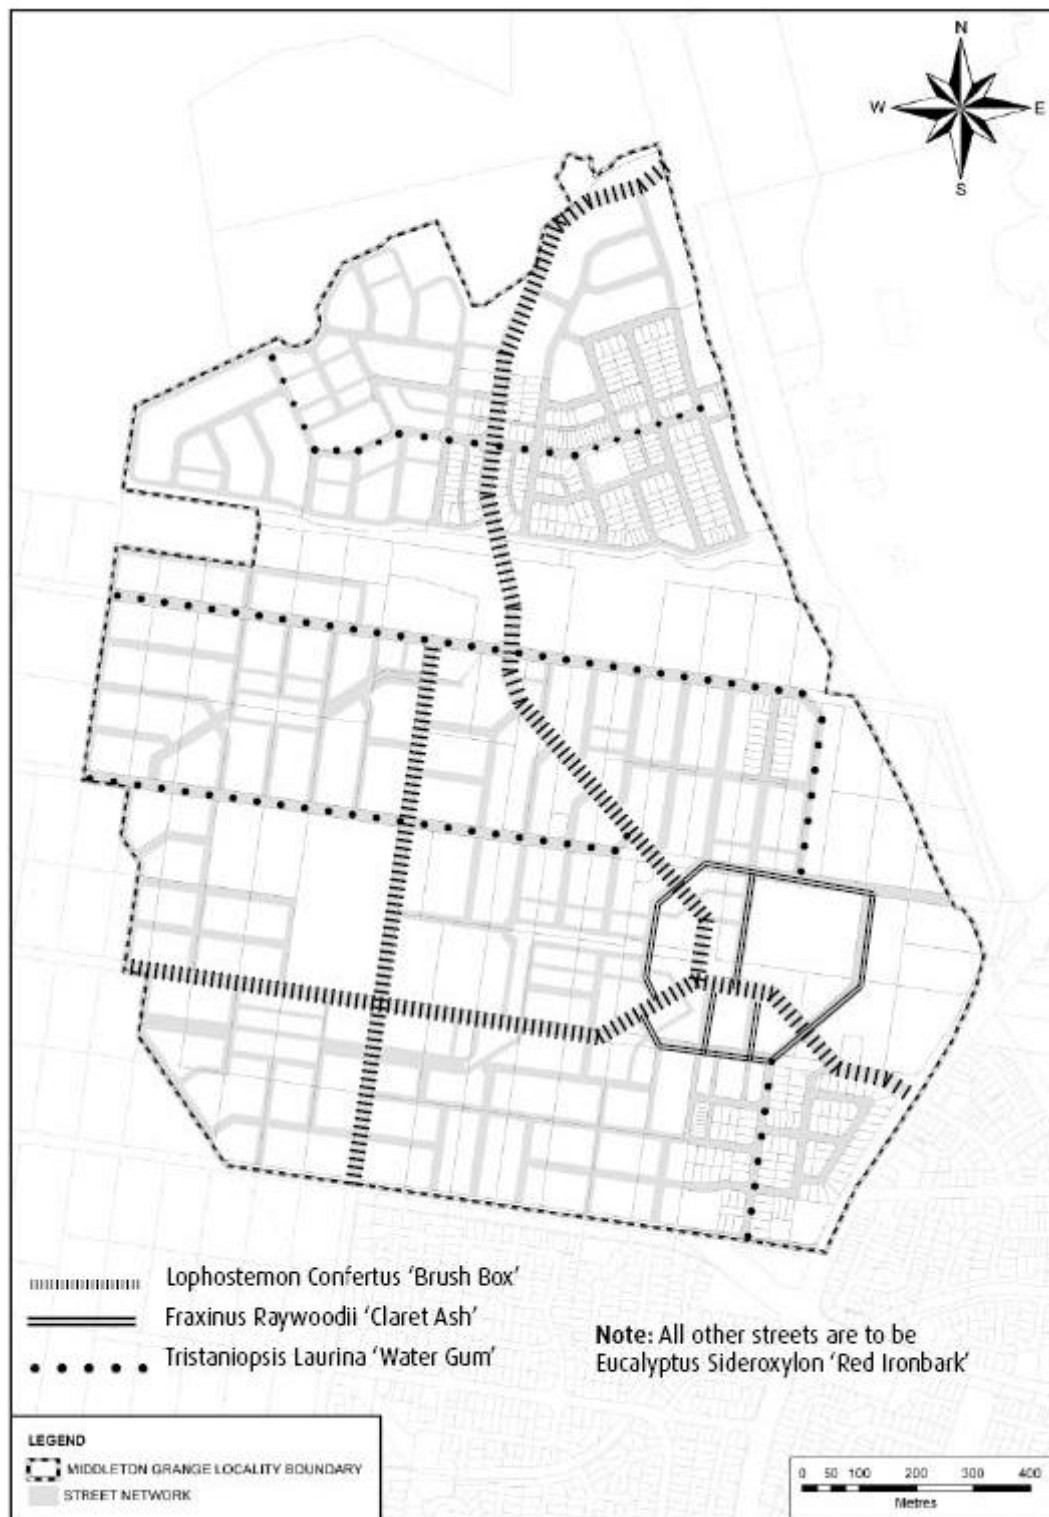 N
W E
S
Lophostemon Confertus ‘Brush Box’
Fraxinus Raywoodii ‘Claret Ash’
Tristaniopsis Laurina ‘Water Gum’
Note: All other streets are to be
Eucalyptus Sideroxylon ‘Red Ironbark’
LEGEND
MIDDLETON GRANGE LOCALITY BOUNDARY
STREET NETWORK
0 50 100 200 300 400
Metres